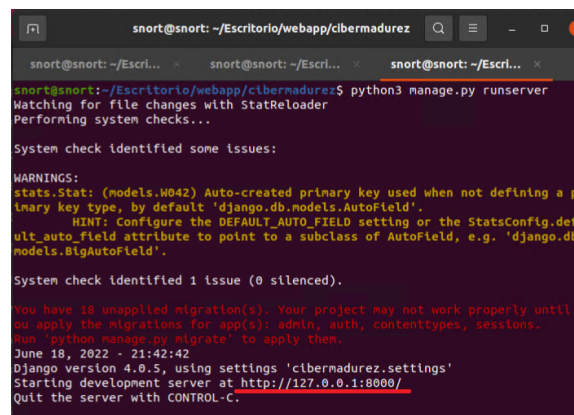 snort@snort: ~/Escritorio/webapp/cibermadurez
snort@snort: ~/Escri... × snort@snort: ~/Escri... × snort@snort: ~/Escri... ×
snort@snort:~/Escritorio/webapp/cibermadurez$ python3 manage.py runserver
Watching for file changes with StatReloader
Performing system checks...
System check identified some issues:
WARNINGS:
stats.Stat: (models.W042) Auto-created primary key used when not defining a p
imary key type, by default 'django.db.models.AutoField'.
HINT: Configure the DEFAULT_AUTO_FIELD setting or the StatsConfig.def
ult_auto_field attribute to point to a subclass of AutoField, e.g. 'django.db
models.BigAutoField'.
System check identified 1 issue (0 silenced).
You have 18 unapplied migration(s). Your project may not work properly until
ou apply the migrations for app(s): admin, auth, contenttypes, sessions.
Run 'python manage.py migrate' to apply them.
June 18, 2022 - 21:42:42
Django version 4.0.5, using settings 'cibermadurez.settings'
Starting development server at http://127.0.0.1:8000/
Quit the server with CONTROL-C.